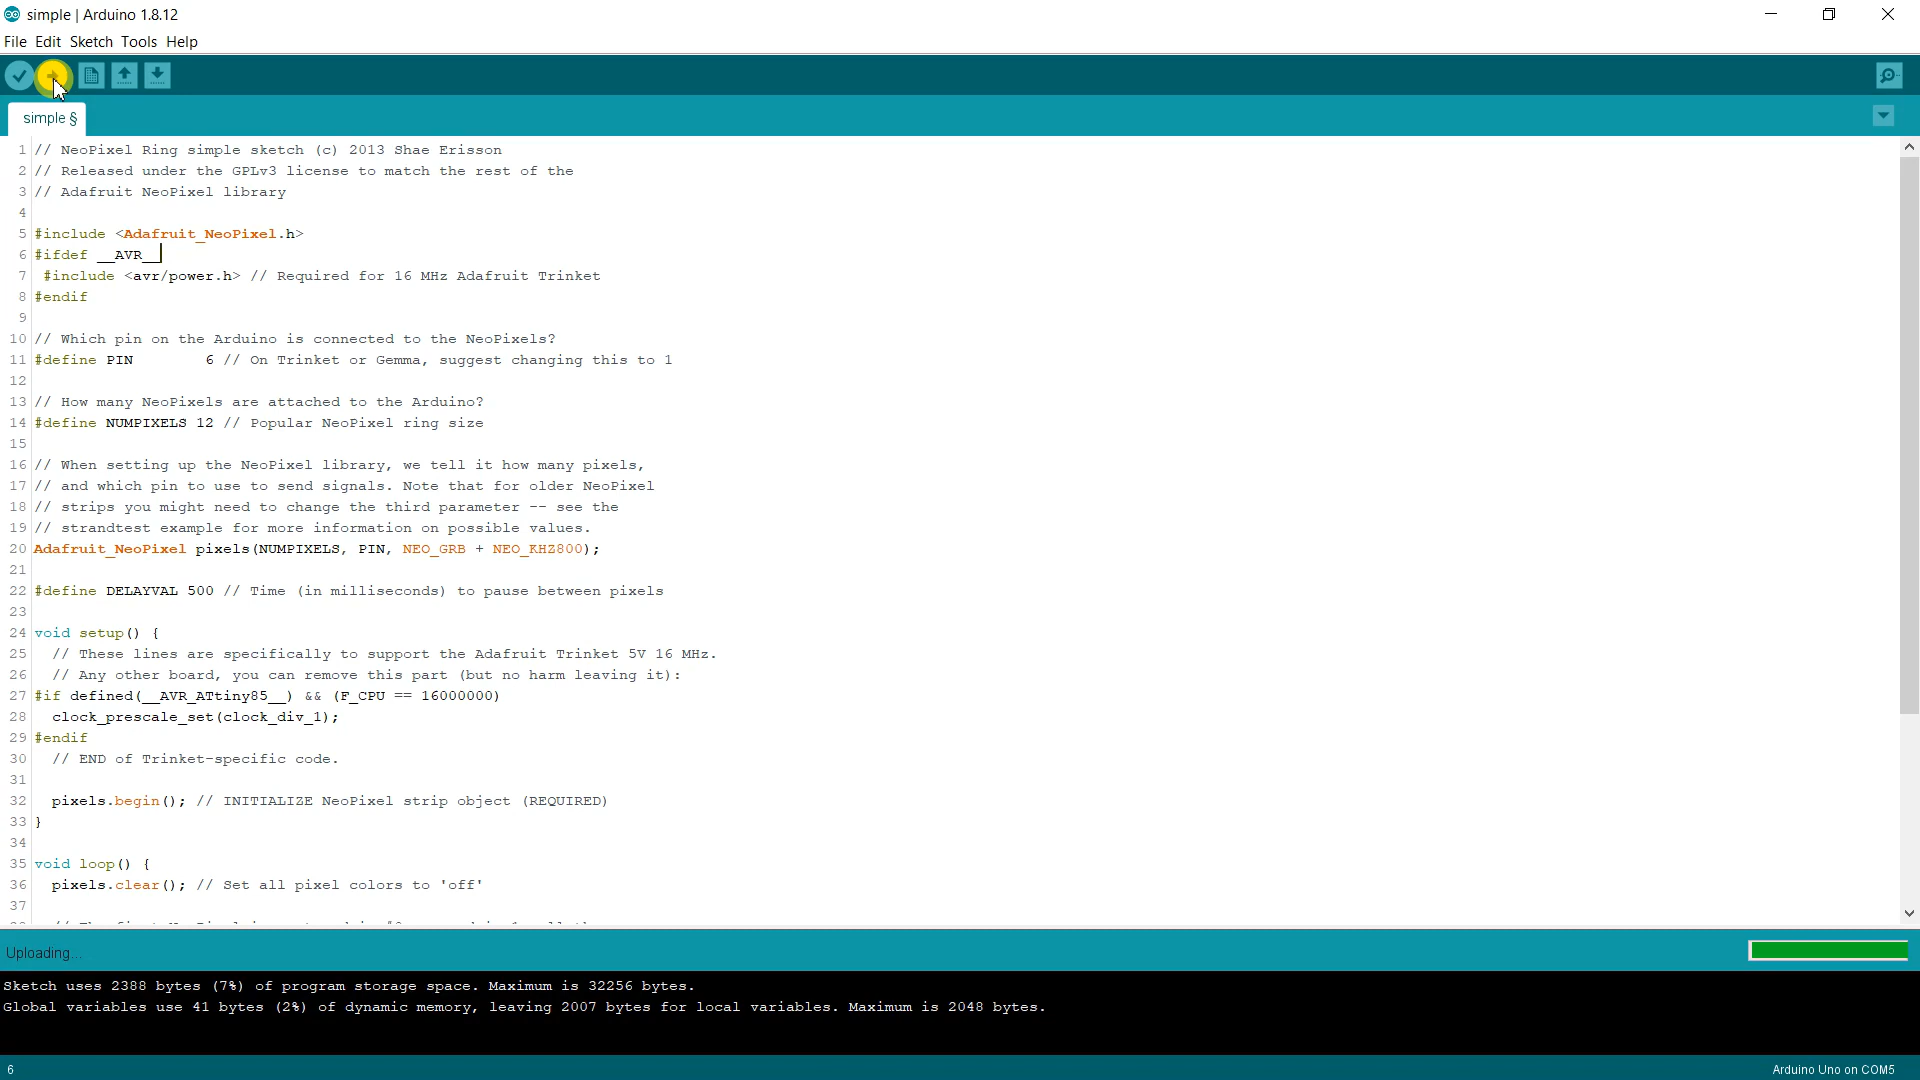 simple | Arduino 1.8.12
File Edit Sketch Tools Help
simple §
1 // NeoPixel Ring simple sketch (c) 2013 Shae Erisson
2 // Released under the GPLv3 license to match the rest of the
3 // Adafruit NeoPixel library
4
5 #include <Adafruit_NeoPixel.h>
6 #ifdef __AVR__
7 #include <avr/power.h> // Required for 16 MHz Adafruit Trinket
8 #endif
9
10 // Which pin on the Arduino is connected to the NeoPixels?
11 #define PIN        6 // On Trinket or Gemma, suggest changing this to 1
12
13 // How many NeoPixels are attached to the Arduino?
14 #define NUMPIXELS 12 // Popular NeoPixel ring size
15
16 // When setting up the NeoPixel library, we tell it how many pixels,
17 // and which pin to use to send signals. Note that for older NeoPixel
18 // strips you might need to change the third parameter -- see the
19 // strandtest example for more information on possible values.
20 Adafruit_NeoPixel pixels(NUMPIXELS, PIN, NEO_GRB + NEO_KHZ800);
21
22 #define DELAYVAL 500 // Time (in milliseconds) to pause between pixels
23
24 void setup() {
25 // These lines are specifically to support the Adafruit Trinket 5V 16 MHz.
26 // Any other board, you can remove this part (but no harm leaving it):
27 #if defined(__AVR_ATtiny85__) && (F_CPU == 16000000)
28 clock_prescale_set(clock_div_1);
29 #endif
30 // END of Trinket-specific code.
31
32 pixels.begin(); // INITIALIZE NeoPixel strip object (REQUIRED)
33 }
34
35 void loop() {
36 pixels.clear(); // Set all pixel colors to 'off'
37
Uploading...
Sketch uses 2388 bytes (7%) of program storage space. Maximum is 32256 bytes.
Global variables use 41 bytes (2%) of dynamic memory, leaving 2007 bytes for local variables. Maximum is 2048 bytes.
6
Arduino Uno on COM5